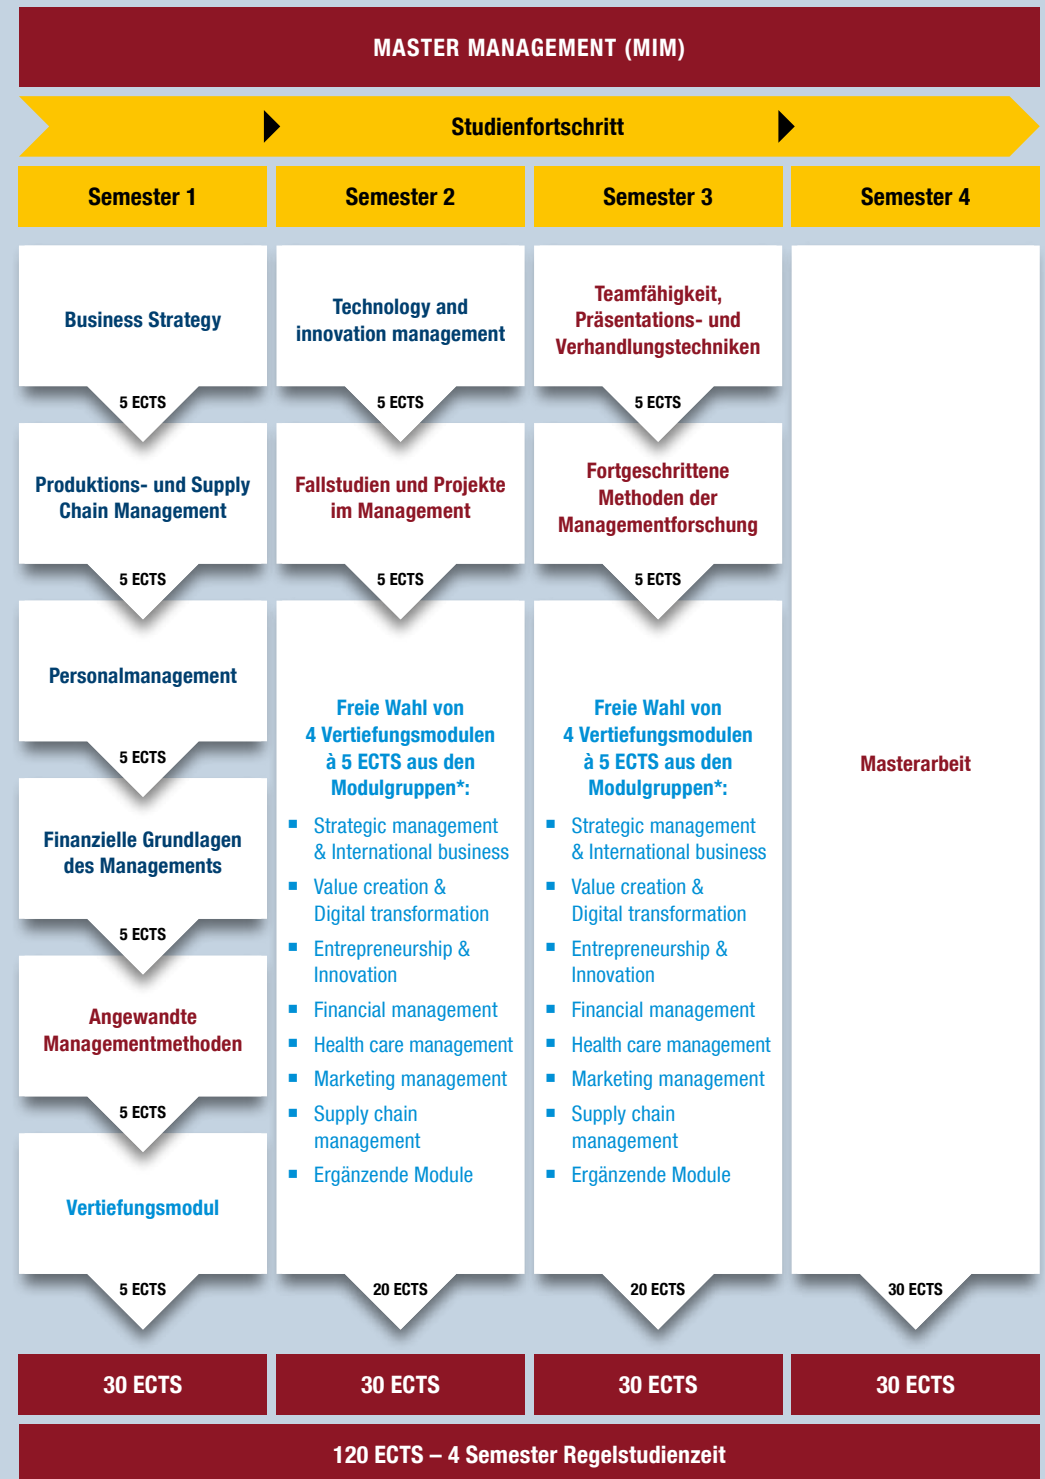 MASTER MANAGEMENT (MIM)
Studienfortschritt
Semester 1
Semester 2
Semester 3
Semester 4
Business Strategy
5 ECTS
Produktions- und Supply
Chain Management
5 ECTS
Personalmanagement
5 ECTS
Finanzielle Grundlagen
des Managements
5 ECTS
Angewandte
Managementmethoden
5 ECTS
Vertiefungsmodul
5 ECTS
30 ECTS
Technology and
innovation management
5 ECTS
Fallstudien und Projekte
im Management
5 ECTS
Freie Wahl von
4 Vertiefungsmodulen
à 5 ECTS aus den
Modulgruppen*:
▪ Strategic management
& International business
▪ Value creation &
Digital transformation
▪ Entrepreneurship &
Innovation
▪ Financial management
▪ Health care management
▪ Marketing management
▪ Supply chain
management
▪ Ergänzende Module
20 ECTS
30 ECTS
Teamfähigkeit,
Präsentations- und
Verhandlungstechniken
5 ECTS
Fortgeschrittene
Methoden der
Managementforschung
5 ECTS
Freie Wahl von
4 Vertiefungsmodulen
à 5 ECTS aus den
Modulgruppen*:
▪ Strategic management
& International business
▪ Value creation &
Digital transformation
▪ Entrepreneurship &
Innovation
▪ Financial management
▪ Health care management
▪ Marketing management
▪ Supply chain
management
▪ Ergänzende Module
20 ECTS
30 ECTS
Masterarbeit
30 ECTS
30 ECTS
120 ECTS – 4 Semester Regelstudienzeit